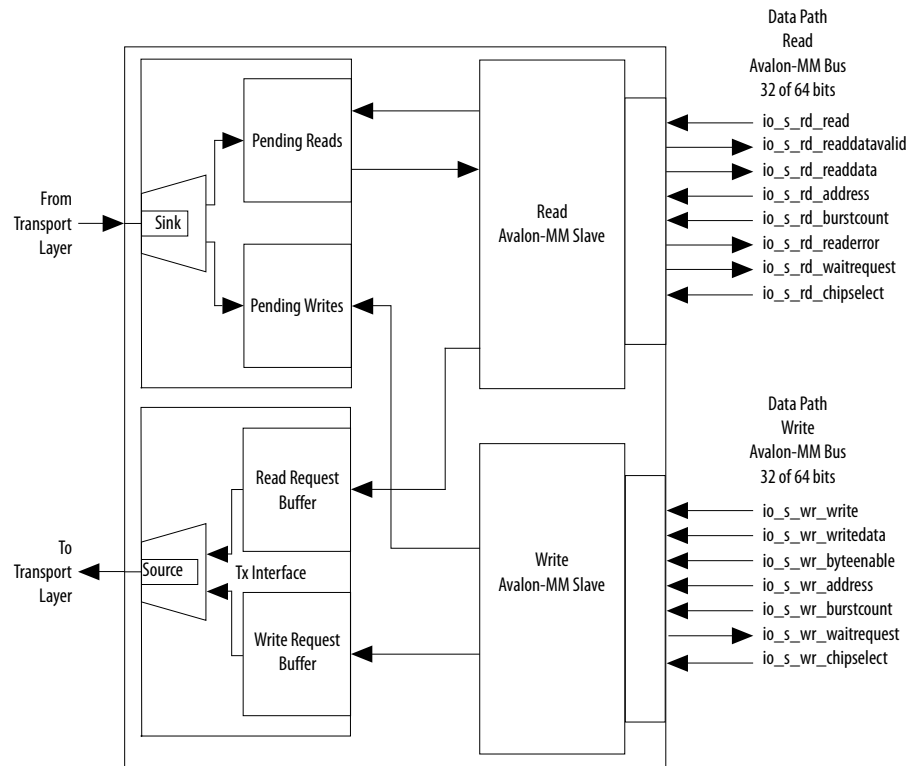 Data Path
Read
Avalon-MM Bus
32 of 64 bits
Pending Reads
io_s_rd_read
io_s_rd_readdatavalid
io_s_rd_readdata
From
Transport
Layer
Sink
Read
Avalon-MM Slave
io_s_rd_address
io_s_rd_burstcount
io_s_rd_readerror
io_s_rd_waitrequest
io_s_rd_chipselect
Pending Writes
Data Path
Write
Avalon-MM Bus
32 of 64 bits
Read Request
Buffer
To
Transport
Layer
Source
Tx Interface
Write
Avalon-MM Slave
io_s_wr_write
io_s_wr_writedata
io_s_wr_byteenable
io_s_wr_address
io_s_wr_burstcount
io_s_wr_waitrequest
io_s_wr_chipselect
Write Request
Buffer